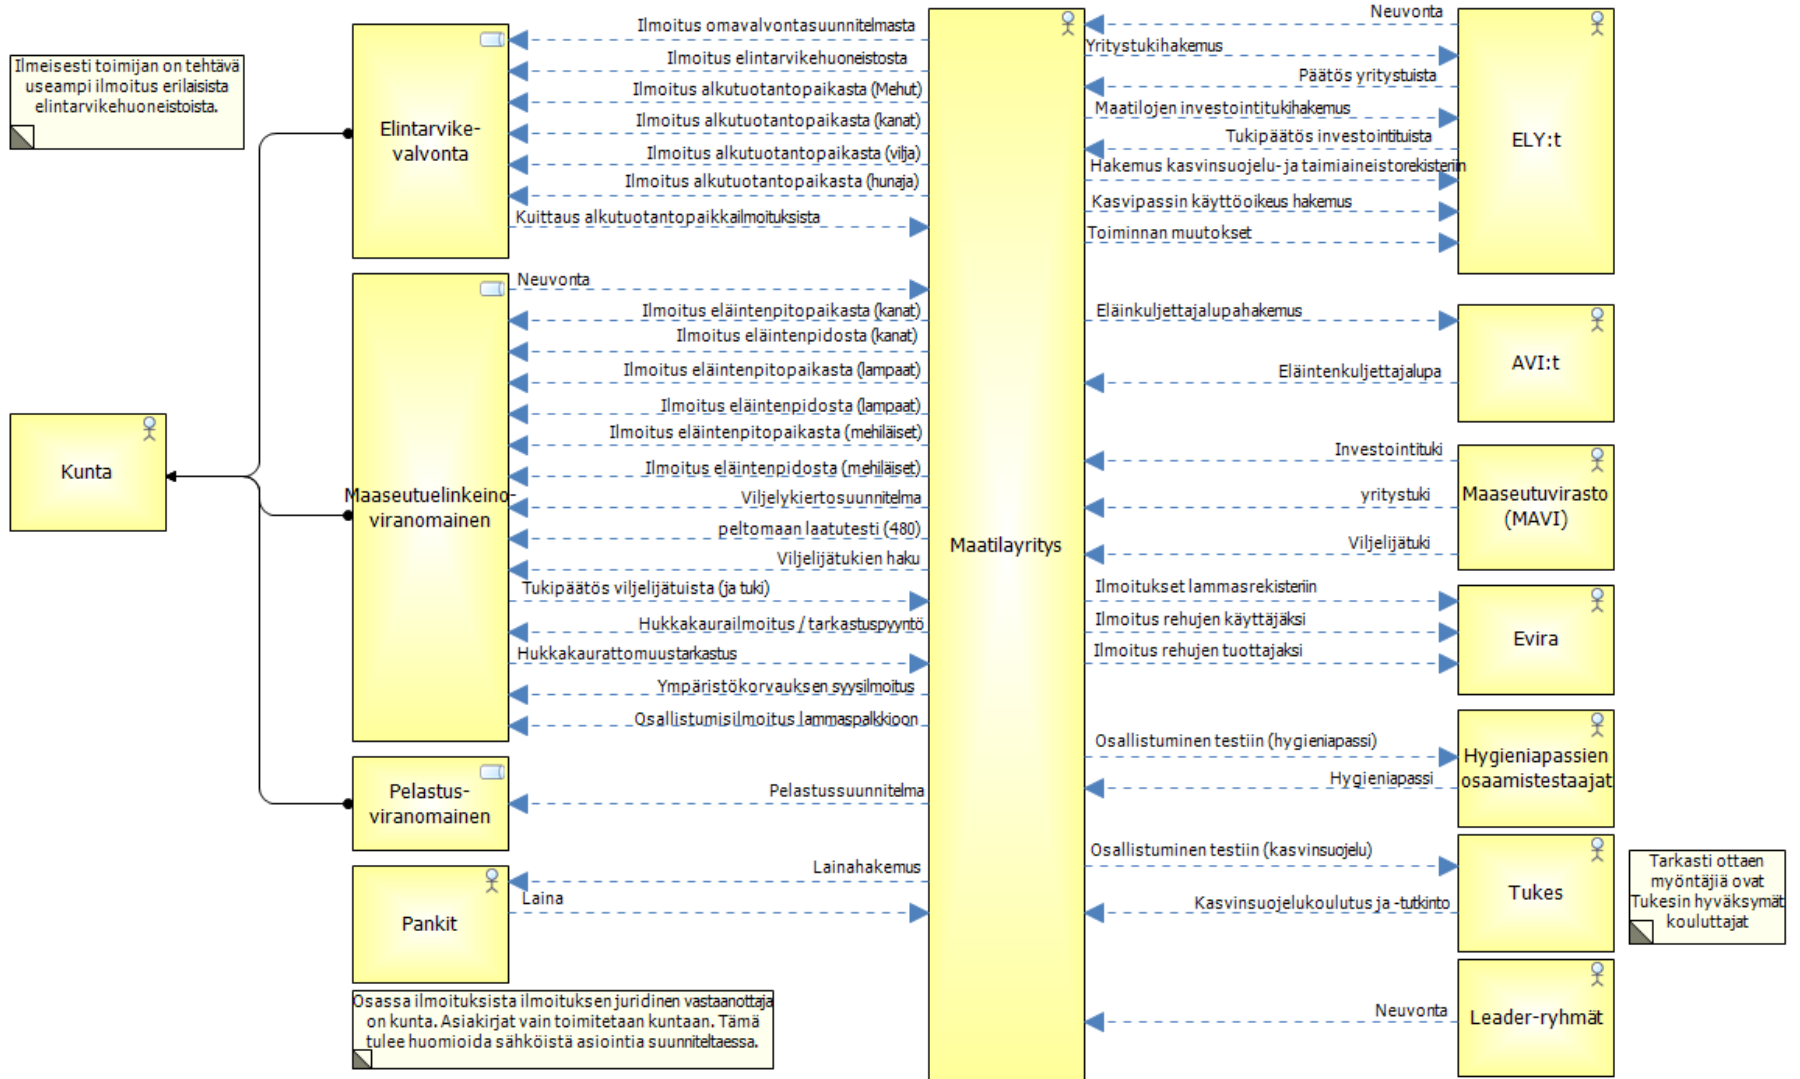 Ilmeisesti toimijan on tehtävä
useampi ilmoitus erilaisista
elintarvikehuoneistoista.
Kunta
Elintarvike-
valvonta
Ilmoitus omavalvontasuunnitelmasta
Ilmoitus elintarvikehuoneistosta
Ilmoitus alkutuotantopaikasta (Mehut)
Ilmoitus alkutuotantopaikasta (kanat)
Ilmoitus alkutuotantopaikasta (vilja)
Ilmoitus alkutuotantopaikasta (hunaja)
Kuittaus alkutuotantopaikkailmoituksista
Maaseutuelinkeino-
viranomainen
Neuvonta
Ilmoitus eläintenpitopaikasta (kanat)
Ilmoitus eläintenpidosta (kanat)
Ilmoitus eläintenpitopaikasta (lampaat)
Ilmoitus eläintenpidosta (lampaat)
Ilmoitus eläintenpitopaikasta (mehiläiset)
Ilmoitus eläintenpidosta (mehiläiset)
Viljelykiertosuunnitelma
peltomaan laatutesti (480)
Viljelijätukien haku
Tukipäätös viljelijätuista (ja tuki)
Hukkakaurailmoitus / tarkastuspyyntö
Hukkakaurattomuustarkastus
Ympäristökorvauksen syysilmoitus
Osallistumisilmoitus lammaspalkkioon
Pelastus-
viranomainen
Pelastussuunnitelma
Pankit
Lainahakemus
Laina
Osassa ilmoituksista ilmoituksen juridinen vastaanottaja
on kunta. Asiakirjat vain toimitetaan kuntaan. Tämä
tulee huomioida sähköistä asiointia suunniteltaessa.
Maatilayritys
Neuvonta
Yritystukihakemus
Päätös yritystuista
Maatilojen investointitukihakemus
Tukipäätös investointituista
Hakemus kasvinsuojelu- ja taimiaineistorekisteriin
Kasvipassin käyttöoikeus hakemus
Toiminnan muutokset
ELY:t
Eläinkuljettajalupahakemus
Eläintenkuljettajalupa
AVI:t
Investointituki
yritystuki
Viljelijätuki
Maaseutuvirasto
(MAVI)
Ilmoitukset lammasrekisteriin
Ilmoitus rehujen käyttäjäksi
Ilmoitus rehujen tuottajaksi
Evira
Osallistuminen testiin (hygieniapassi)
Hygieniapassi
Hygieniapassien
osaamistestaajat
Osallistuminen testiin (kasvinsuojelu)
Kasvinsuojelukoulutus ja -tutkinto
Tukes
Tarkasti ottaen
myöntäjiä ovat
Tukesin hyväksymät
kouluttajat
Neuvonta
Leader-ryhmät